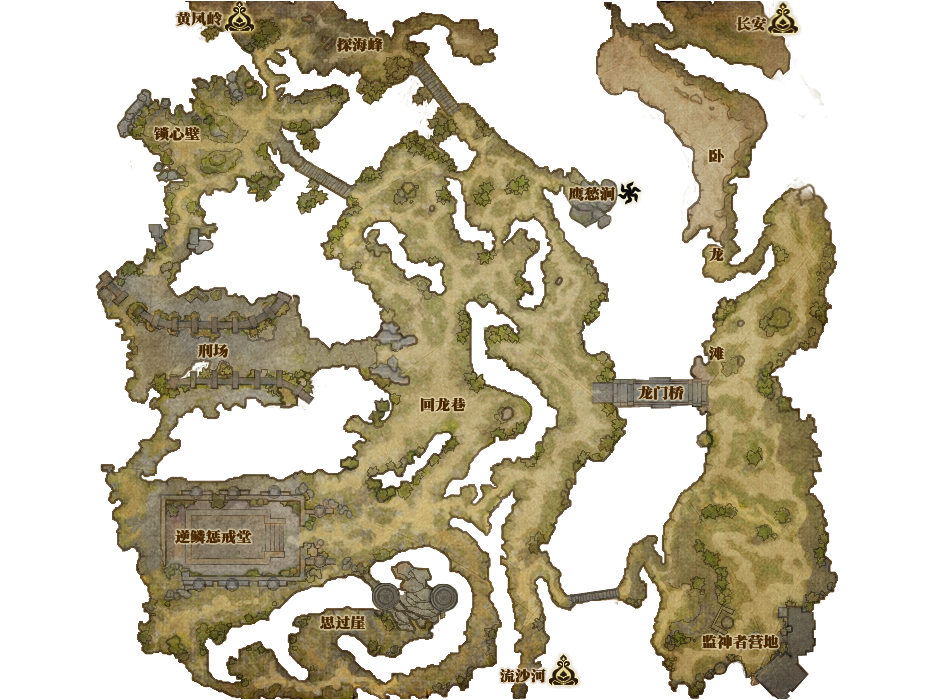 黄风岭
长安
探海峰
锁心壁
卧
鹰愁涧
龙
刑场
滩
龙门桥
回龙巷
逆鳞惩戒堂
思过崖
监神者营地
流沙河